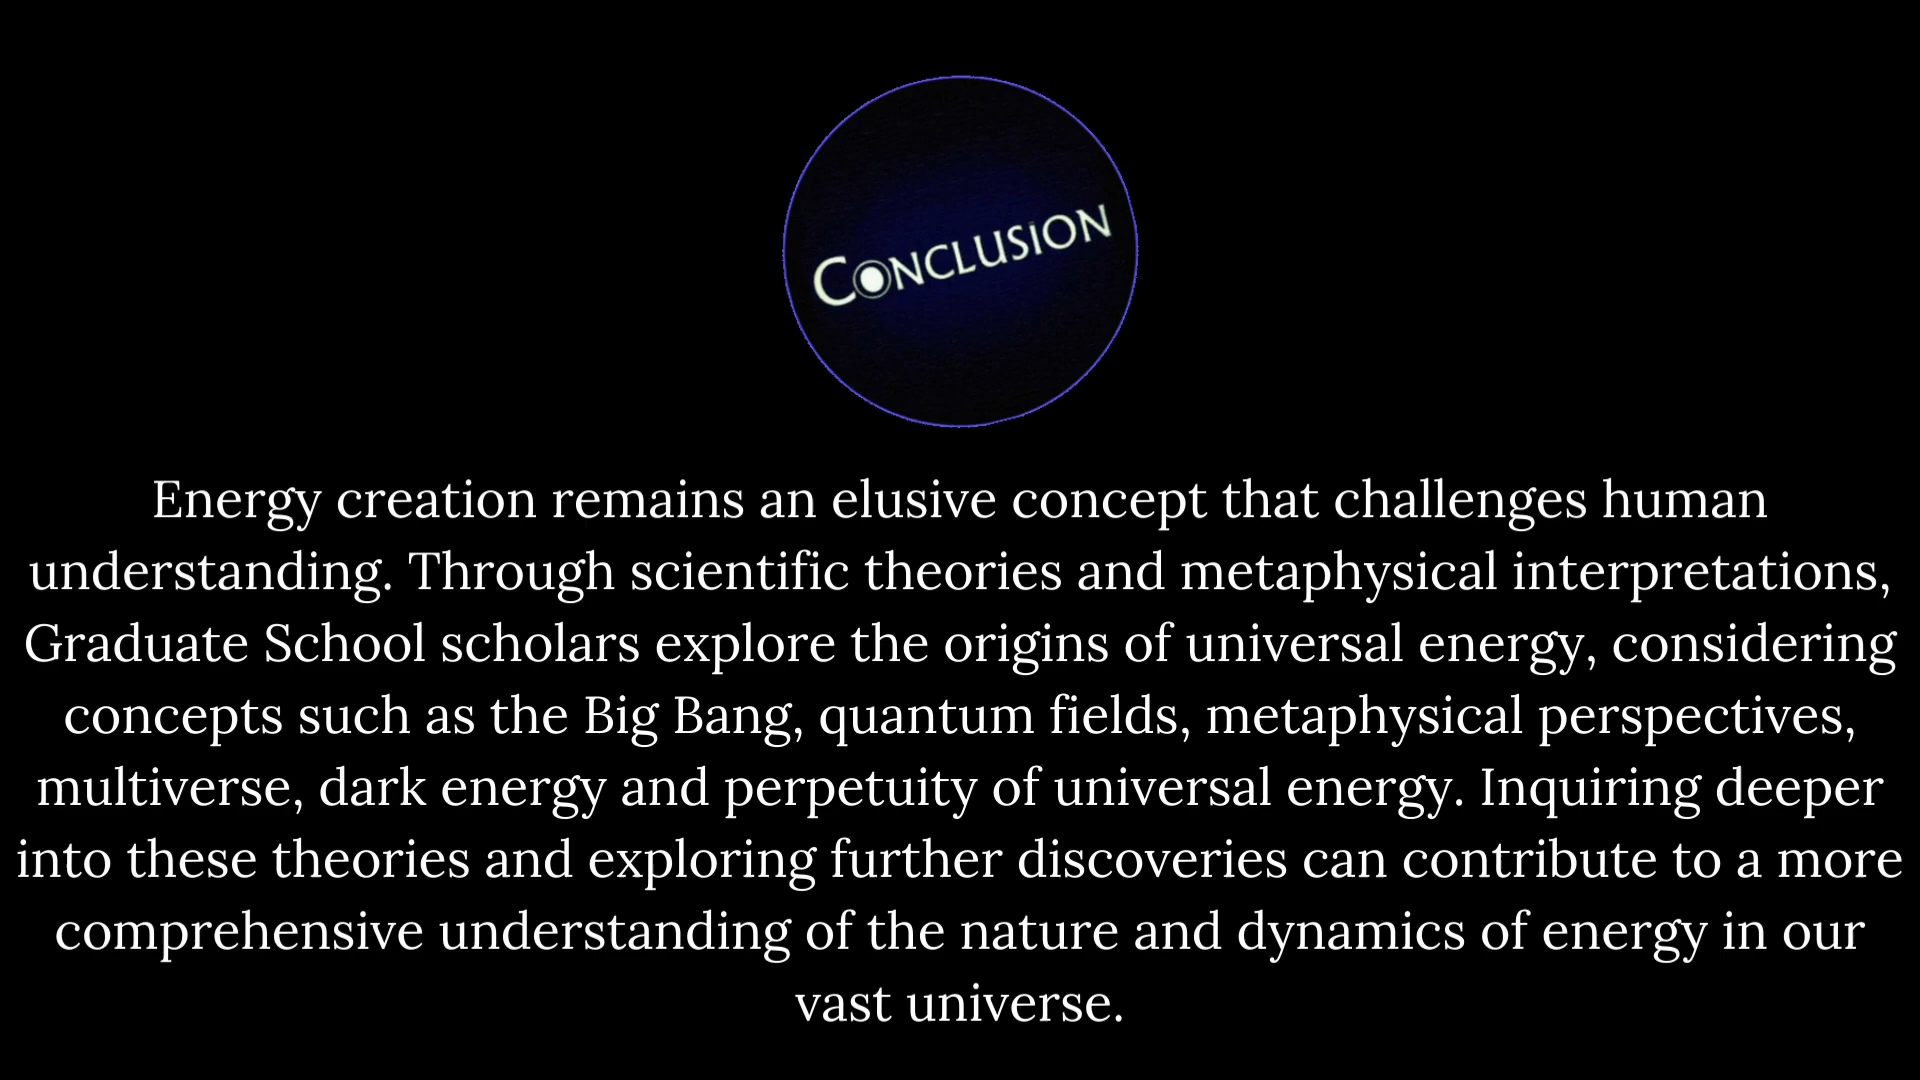 CONCLUSION
Energy creation remains an elusive concept that challenges human
understanding. Through scientific theories and metaphysical interpretations,
Graduate School scholars explore the origins of universal energy, considering
concepts such as the Big Bang, quantum fields, metaphysical perspectives,
multiverse, dark energy and perpetuity of universal energy. Inquiring deeper
into these theories and exploring further discoveries can contribute to a more
comprehensive understanding of the nature and dynamics of energy in our
vast universe.